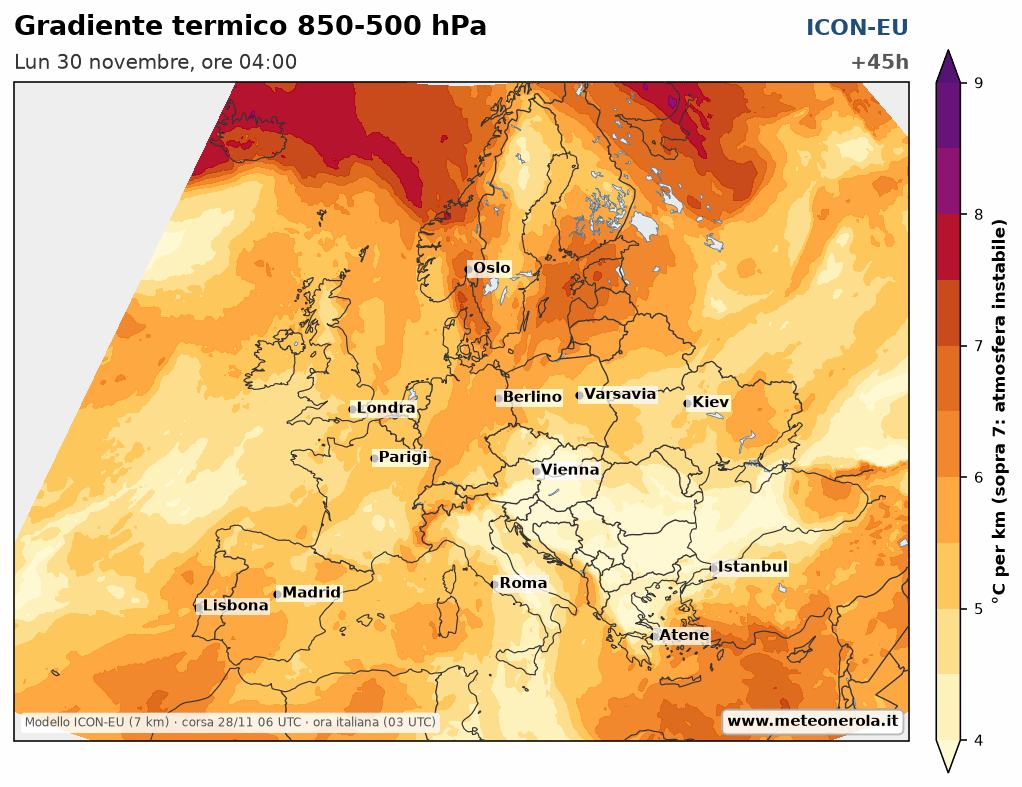 Gradiente termico 850-500 hPa
ICON-EU
Lun 30 novembre, ore 04:00
+45h
9
8
7
6
5
4
°C per km (sopra 7: atmosfera instabile)
Oslo
Berlino
Varsavia
Kiev
Londra
Parigi
Vienna
Istanbul
Roma
Madrid
Lisbona
Atene
Modello ICON-EU (7 km) · corsa 28/11 06 UTC · ora italiana (03 UTC)
www.meteonerola.it